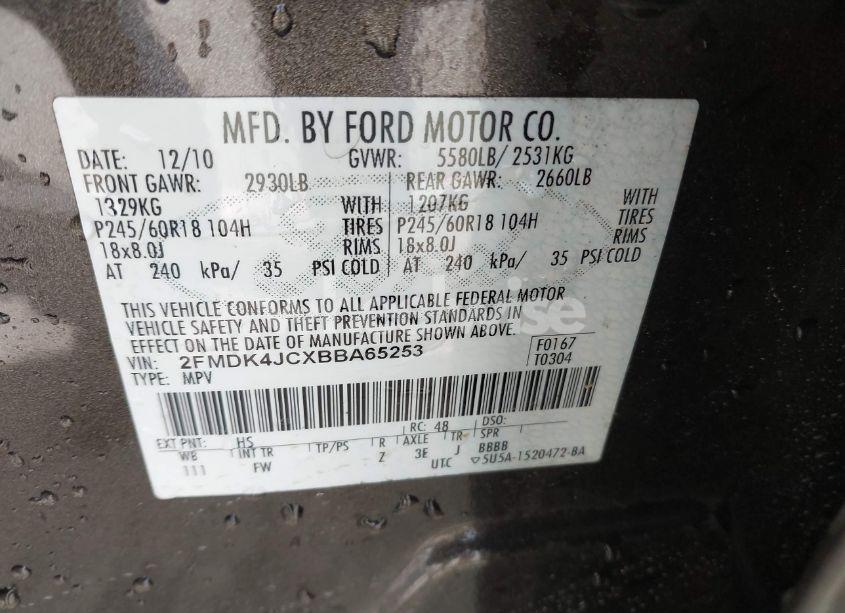 MFD. BY FORD MOTOR CO.
DATE: 12/10 GVWR: 5580LB/ 2531KG
FRONT GAWR: 2930LB REAR GAWR: 2660LB
1329KG WITH 1207KG WITH
P245/60R18 104H TIRES P245/60R18 104H TIRES
18x8.0J RIMS 18x8.0J RIMS
AT 240 kPa/ 35 PSI COLD AT 240 kPa/ 35 PSI COLD
THIS VEHICLE CONFORMS TO ALL APPLICABLE FEDERAL MOTOR
VEHICLE SAFETY AND THEFT PREVENTION STANDARDS IN
EFFECT ON THE DATE OF MANUFACTURE SHOWN ABOVE.
VIN: 2FMDK4JCXBBA65253 F0167
TYPE: MPV T0304
EXT PNT: HS RC: 48 DSO:
WB INT TR TP/PS R AXLE TR SPR
111 FW Z 3E J BBBB
UTC ▽5U5A-1520472-BA